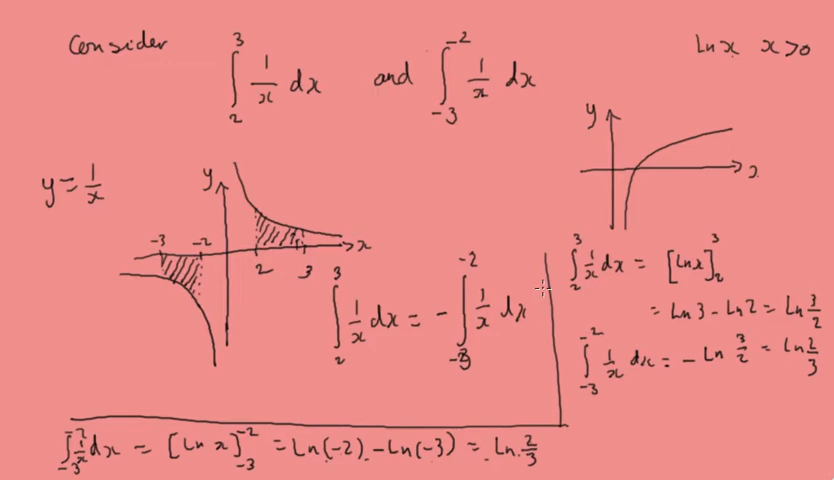 Consider ∫₂³ 1/x dx and ∫₋₃⁻² 1/x dx
ln x x>0
y = 1/x
y
x
-3 -2 2 3
y
x
∫₂³ 1/x dx = - ∫₋₃⁻² 1/x dx
∫₂³ 1/x dx = [ln x]₂³
= ln 3 - ln 2 = ln 3/2
∫₋₃⁻² 1/x dx = - ln 3/2 = ln 2/3
∫₋₃⁻² 1/x dx = [ln x]₋₃⁻² = ln(-2) - ln(-3) = ln 2/3